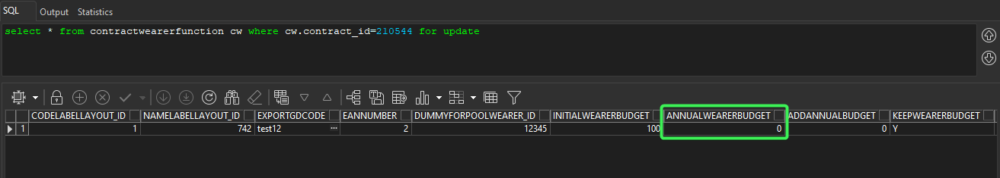 SQL Output Statistics
select * from contractwearerfunction cw where cw.contract_id=210544 for update
CODELABELLAYOUT_ID NAMELABELLAYOUT_ID EXPORTGDCODE EANNUMBER DUMMYFORPOOLWEARER_ID INITIALWEARERBUDGET ANNUALWEARERBUDGET ADDANNUALBUDGET KEEPWEARERBUDGET
1 1 742 test12 ... 2 12345 100 0 0 Y